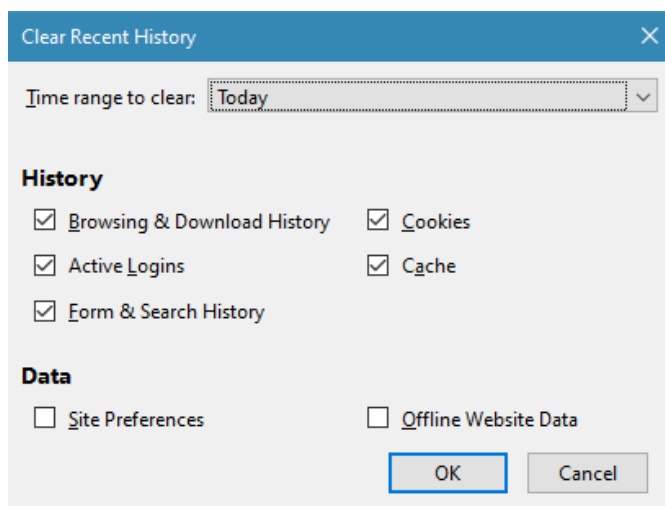 Clear Recent History
Time range to clear: Today
History
Browsing & Download History Cookies
Active Logins Cache
Form & Search History
Data
Site Preferences Offline Website Data
OK Cancel